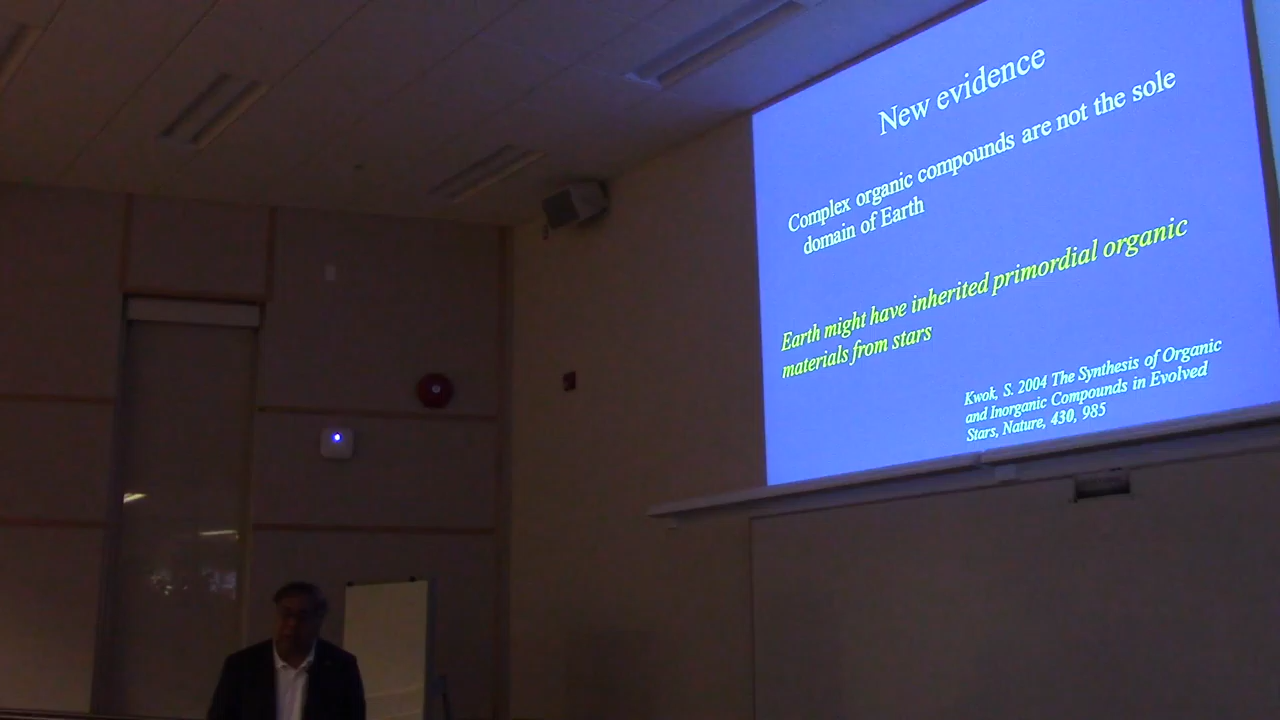 New evidence
Complex organic compounds are not the sole
domain of Earth
Earth might have inherited primordial organic
materials from stars
Kwok, S. 2004 The Synthesis of Organic
and Inorganic Compounds in Evolved
Stars, Nature, 430, 985